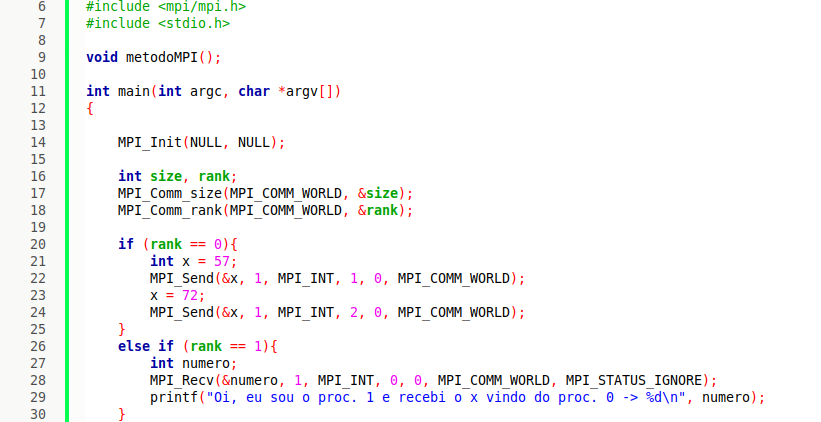 6 #include <mpi/mpi.h>
7 #include <stdio.h>
8
9 void metodoMPI();
10
11 int main(int argc, char *argv[])
12 {
13
14 MPI_Init(NULL, NULL);
15
16 int size, rank;
17 MPI_Comm_size(MPI_COMM_WORLD, &size);
18 MPI_Comm_rank(MPI_COMM_WORLD, &rank);
19
20 if (rank == 0){
21 int x = 57;
22 MPI_Send(&x, 1, MPI_INT, 1, 0, MPI_COMM_WORLD);
23 x = 72;
24 MPI_Send(&x, 1, MPI_INT, 2, 0, MPI_COMM_WORLD);
25 }
26 else if (rank == 1){
27 int numero;
28 MPI_Recv(&numero, 1, MPI_INT, 0, 0, MPI_COMM_WORLD, MPI_STATUS_IGNORE);
29 printf("Oi, eu sou o proc. 1 e recebi o x vindo do proc. 0 -> %d\n", numero);
30 }